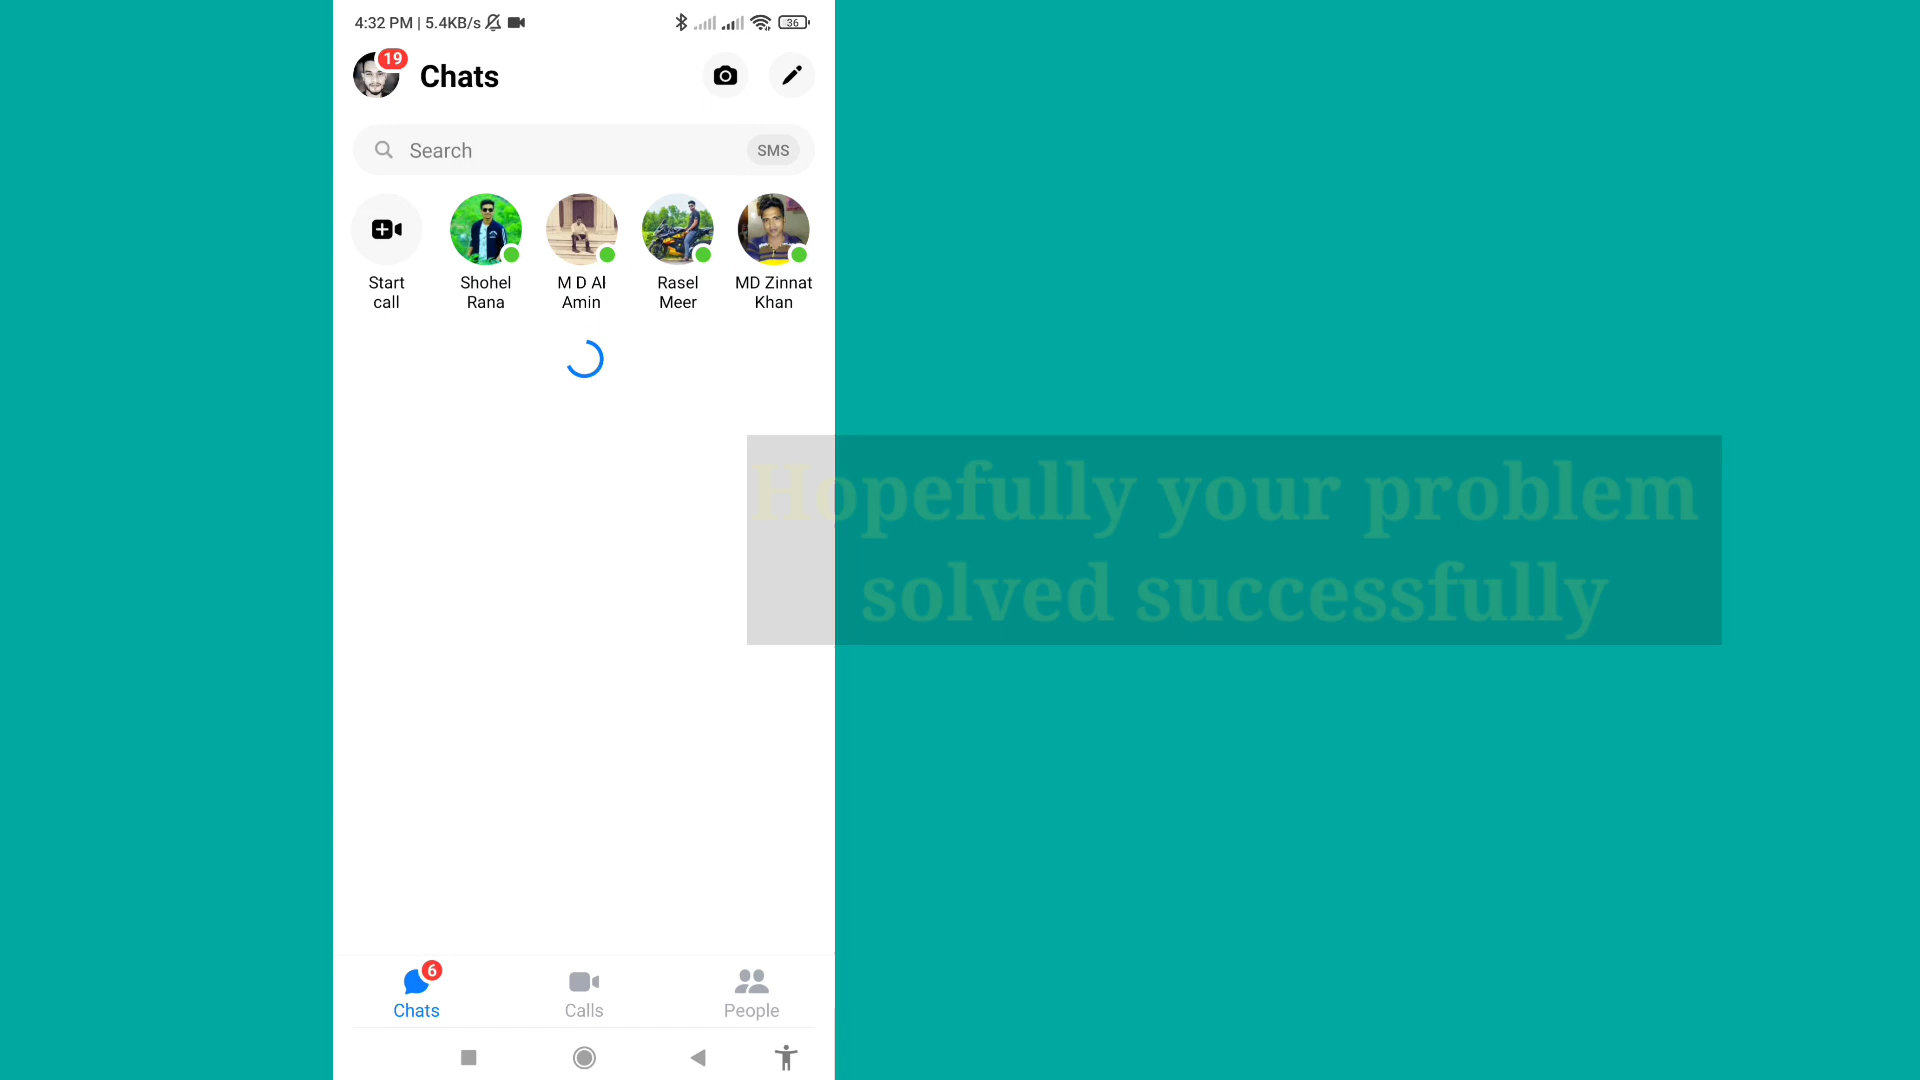 4:32 PM | 5.4KB/s
36
19
Chats
Search
SMS
Start call
Shohel Rana
M D Al Amin
Rasel Meer
MD Zinnat Khan
Hopefully your problem
solved successfully
6
Chats
Calls
People